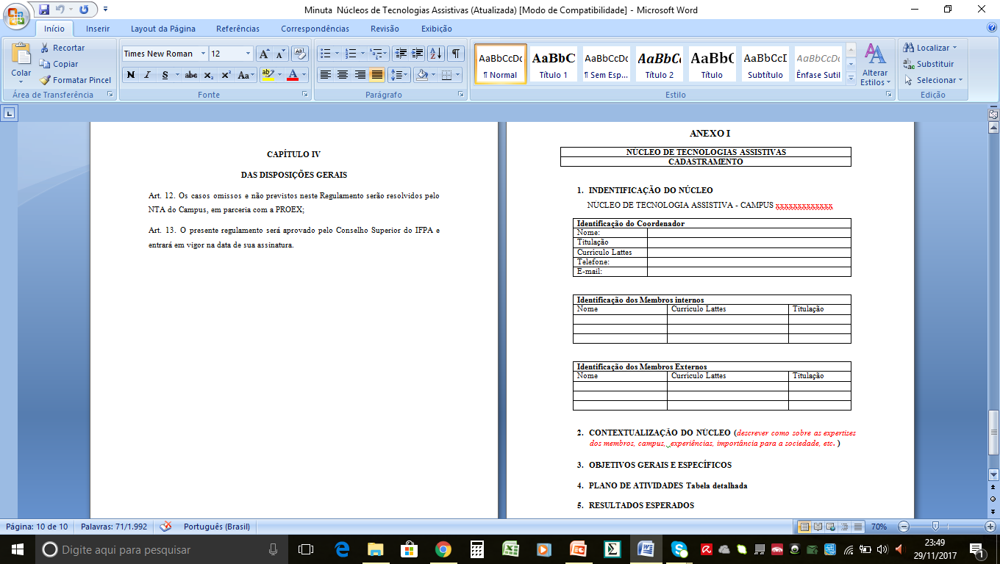 Minuta  Núcleos de Tecnologias Assistivas (Atualizada) [Modo de Compatibilidade] - Microsoft Word
Início
Inserir
Layout da Página
Referências
Correspondências
Revisão
Exibição
Colar
Recortar
Copiar
Formatar Pincel
Área de Transferência
Times New Roman
12
N I S abc x₂ x² Aa
ab
A
Fonte
Parágrafo
AaBbCcDc
¶ Normal
AaBbC
Título 1
AaBbCcDc
¶ Sem Esp...
AaBbCc
Título 2
AaBbC
Título
AaBbCcI
Subtítulo
AaBbCcDc
Ênfase Sutil
Alterar
Estilos
Estilo
Localizar
Substituir
Selecionar
Edição
CAPÍTULO IV
DAS DISPOSIÇÕES GERAIS
Art. 12. Os casos omissos e não previstos neste Regulamento serão resolvidos pelo
NTA do Campus, em parceria com a PROEX;
Art. 13. O presente regulamento será aprovado pelo Conselho Superior do IFPA e
entrará em vigor na data de sua assinatura.
ANEXO I
NÚCLEO DE TECNOLOGIAS ASSISTIVAS
CADASTRAMENTO
1. INDENTIFICAÇÃO DO NÚCLEO
NÚCLEO DE TECNOLOGIA ASSISTIVA - CAMPUS xxxxxxxxxxxxx
Identificação do Coordenador
Nome:
Titulação
Currículo Lattes
Telefone:
E-mail:
Identificação dos Membros internos
Nome Currículo Lattes Titulação
Identificação dos Membros Externos
Nome Currículo Lattes Titulação
2. CONTEXTUALIZAÇÃO DO NÚCLEO (descrever como sobre as expertises
dos membros, campus, experiências, importância para a sociedade, etc. )
3. OBJETIVOS GERAIS E ESPECÍFICOS
4. PLANO DE ATIVIDADES Tabela detalhada
5. RESULTADOS ESPERADOS
Página: 10 de 10
Palavras: 71/1.992
Português (Brasil)
70%
Digite aqui para pesquisar
23:49
29/11/2017
1